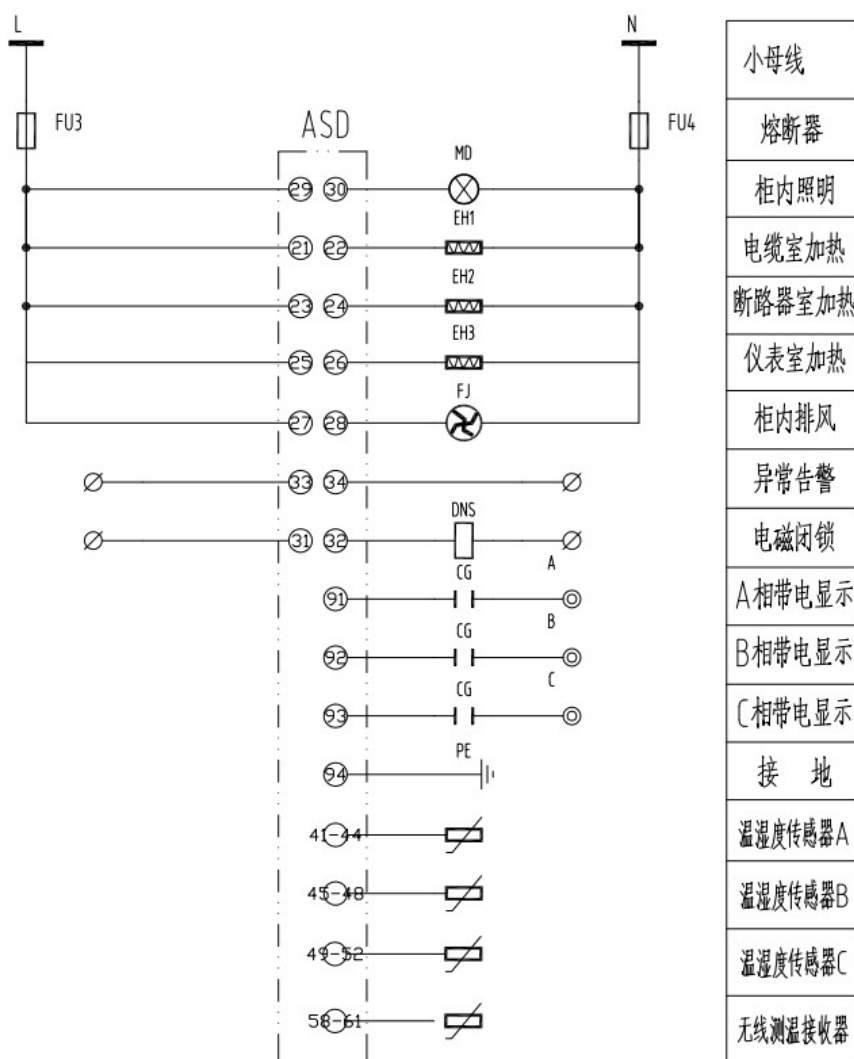 L
N
小母线
FU3
ASD
FU4
熔断器
MD
29
30
柜内照明
EH1
21
22
电缆室加热
EH2
23
24
断路器室加热
EH3
25
26
仪表室加热
FJ
27
28
柜内排风
33
34
异常告警
DNS
31
32
电磁闭锁
A
CG
91
A相带电显示
B
CG
92
B相带电显示
C
CG
93
C相带电显示
PE
94
接 地
41-44
温湿度传感器A
45-48
温湿度传感器B
49-52
温湿度传感器C
58-61
无线测温接收器